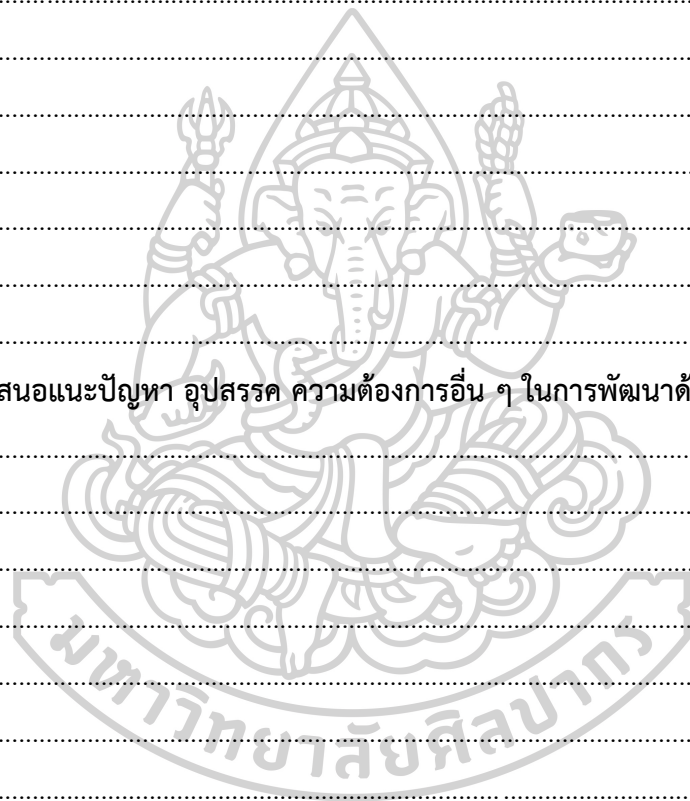 สนอแนะปัญหา อุปสรรค ความต้องการอื่น ๆ ในการพัฒนาด้
มหาวิทยาลัยศิลปากร